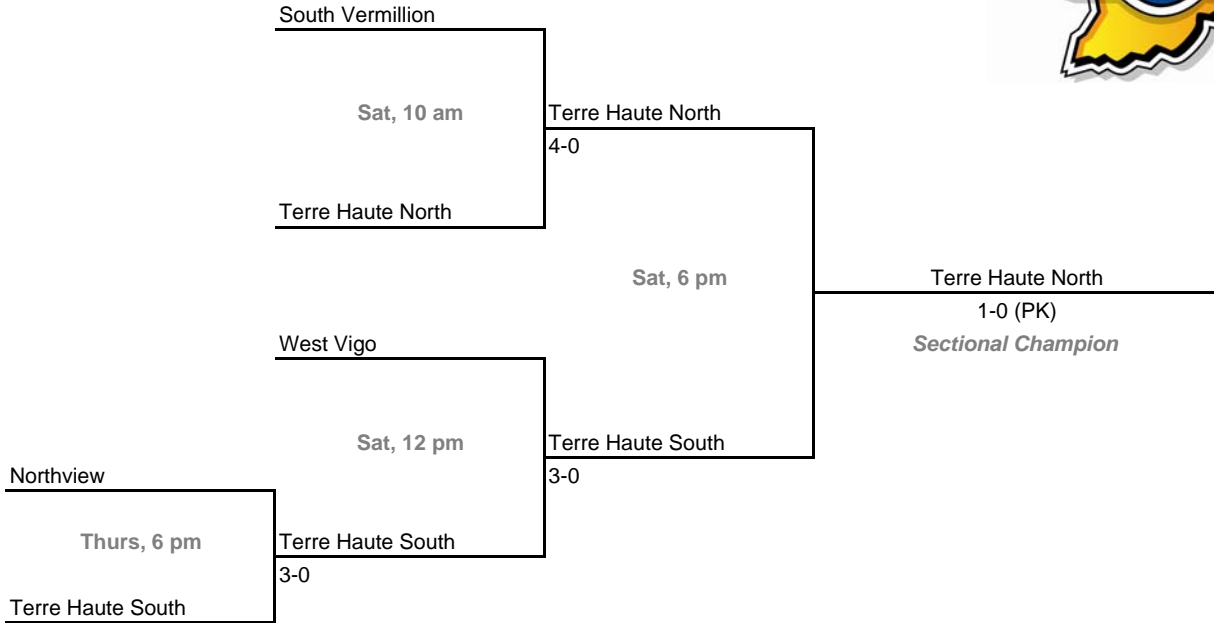 South Vermillion
Sat, 10 am
Terre Haute North
4-0
Terre Haute North
Sat, 6 pm
Terre Haute North
1-0 (PK)
West Vigo
Sectional Champion
Sat, 12 pm
Terre Haute South
Northview
3-0
Thurs, 6 pm
Terre Haute South
3-0
Terre Haute South